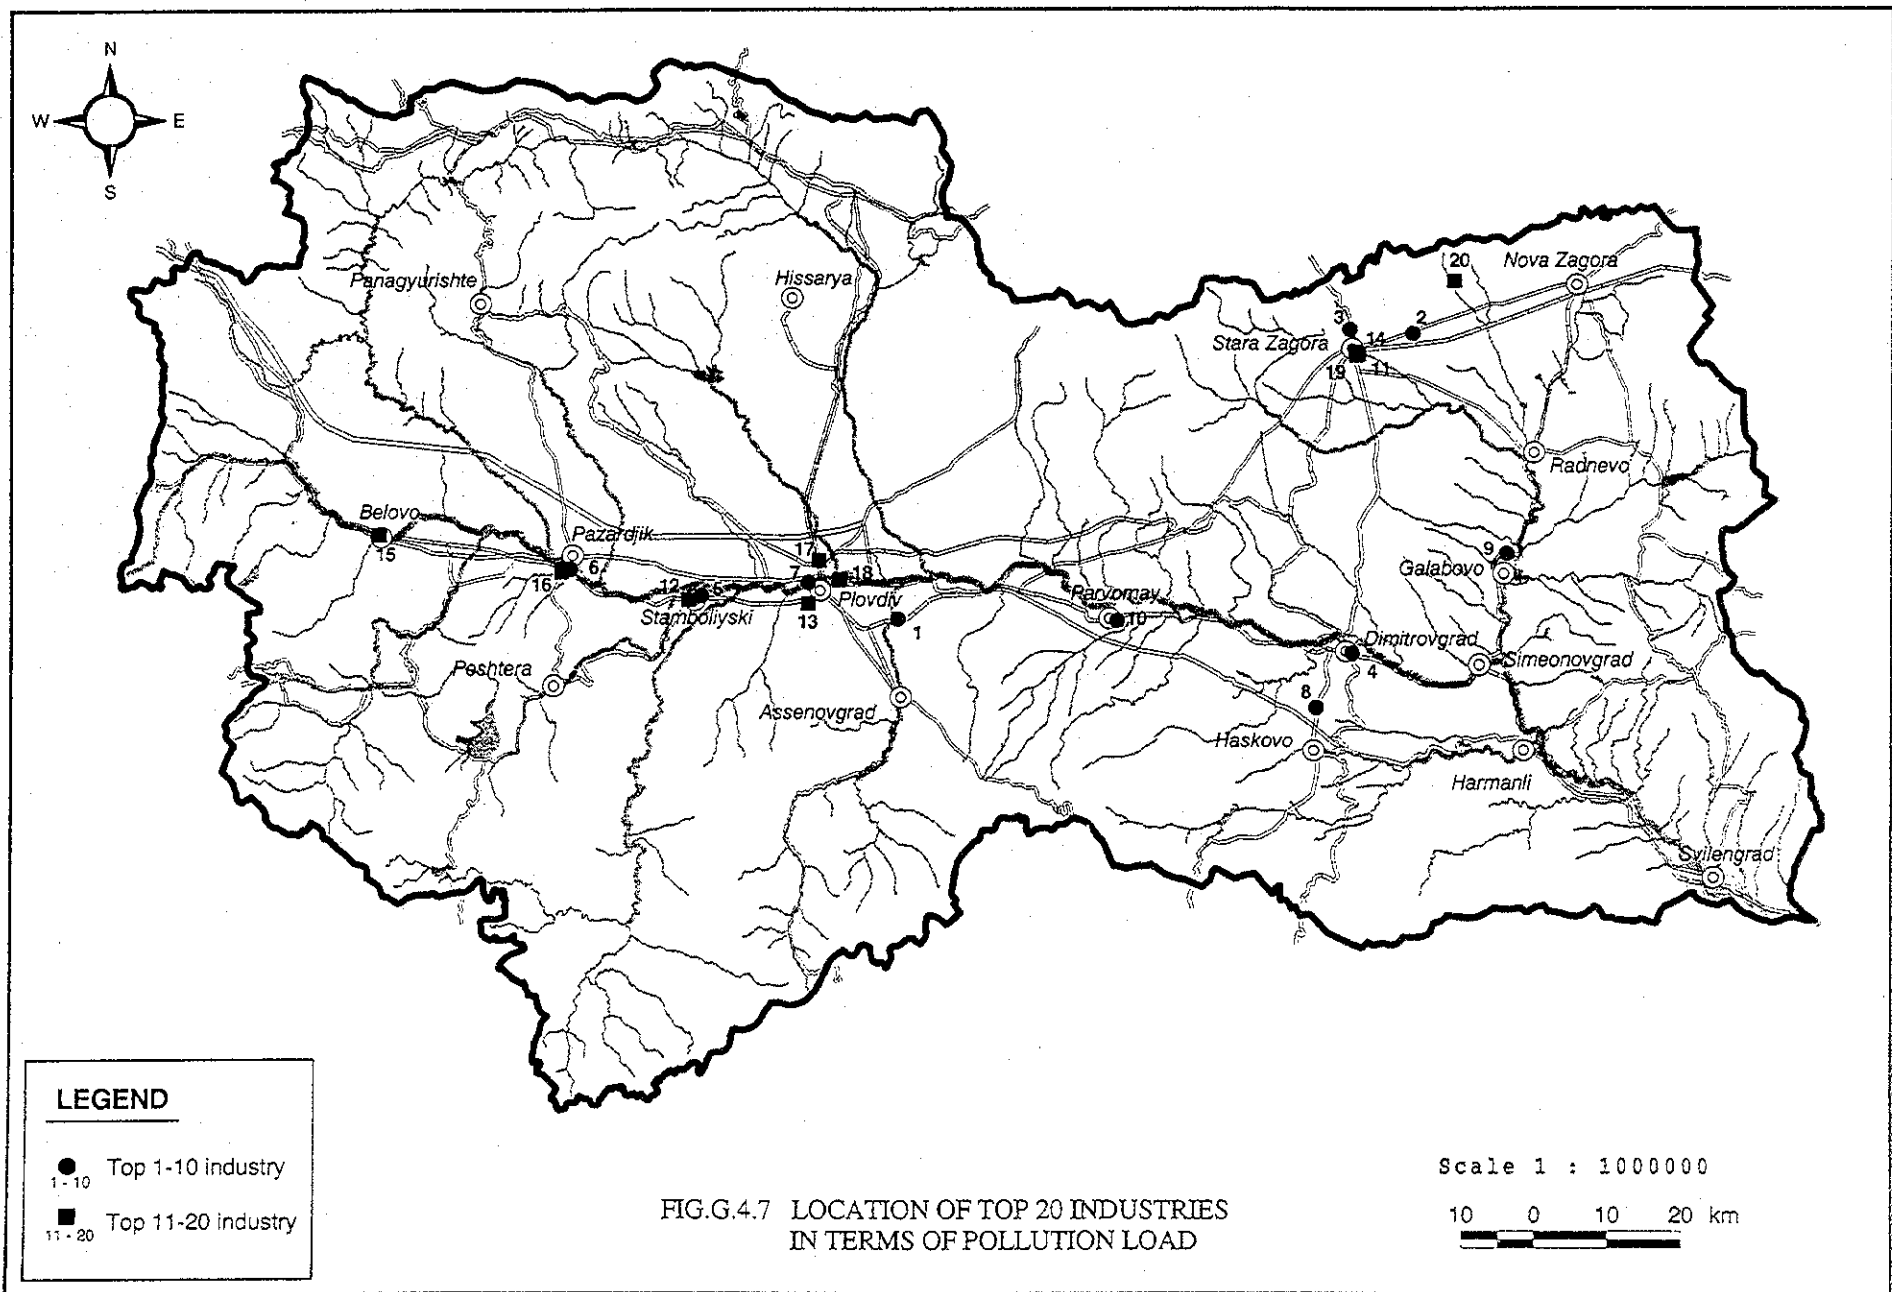 N
W E
S
Panagyurishte
Hissarya
20
Nova Zagora
3
2
Stara Zagora
14
19
11
Radnevo
Belovo
15
Pazardjik
6
16
17
7
18
12
5
Stamboliyski
13
Plovdiv
1
Parvomay
10
9
Galabovo
Dimitrovgrad
4
Simeonovgrad
Peshtera
Assenovgrad
8
Haskovo
Harmanli
Svilengrad
LEGEND
1-10 Top 1-10 industry
11-20 Top 11-20 industry
FIG.G.4.7 LOCATION OF TOP 20 INDUSTRIES
IN TERMS OF POLLUTION LOAD
Scale 1 : 1000000
10 0 10 20 km